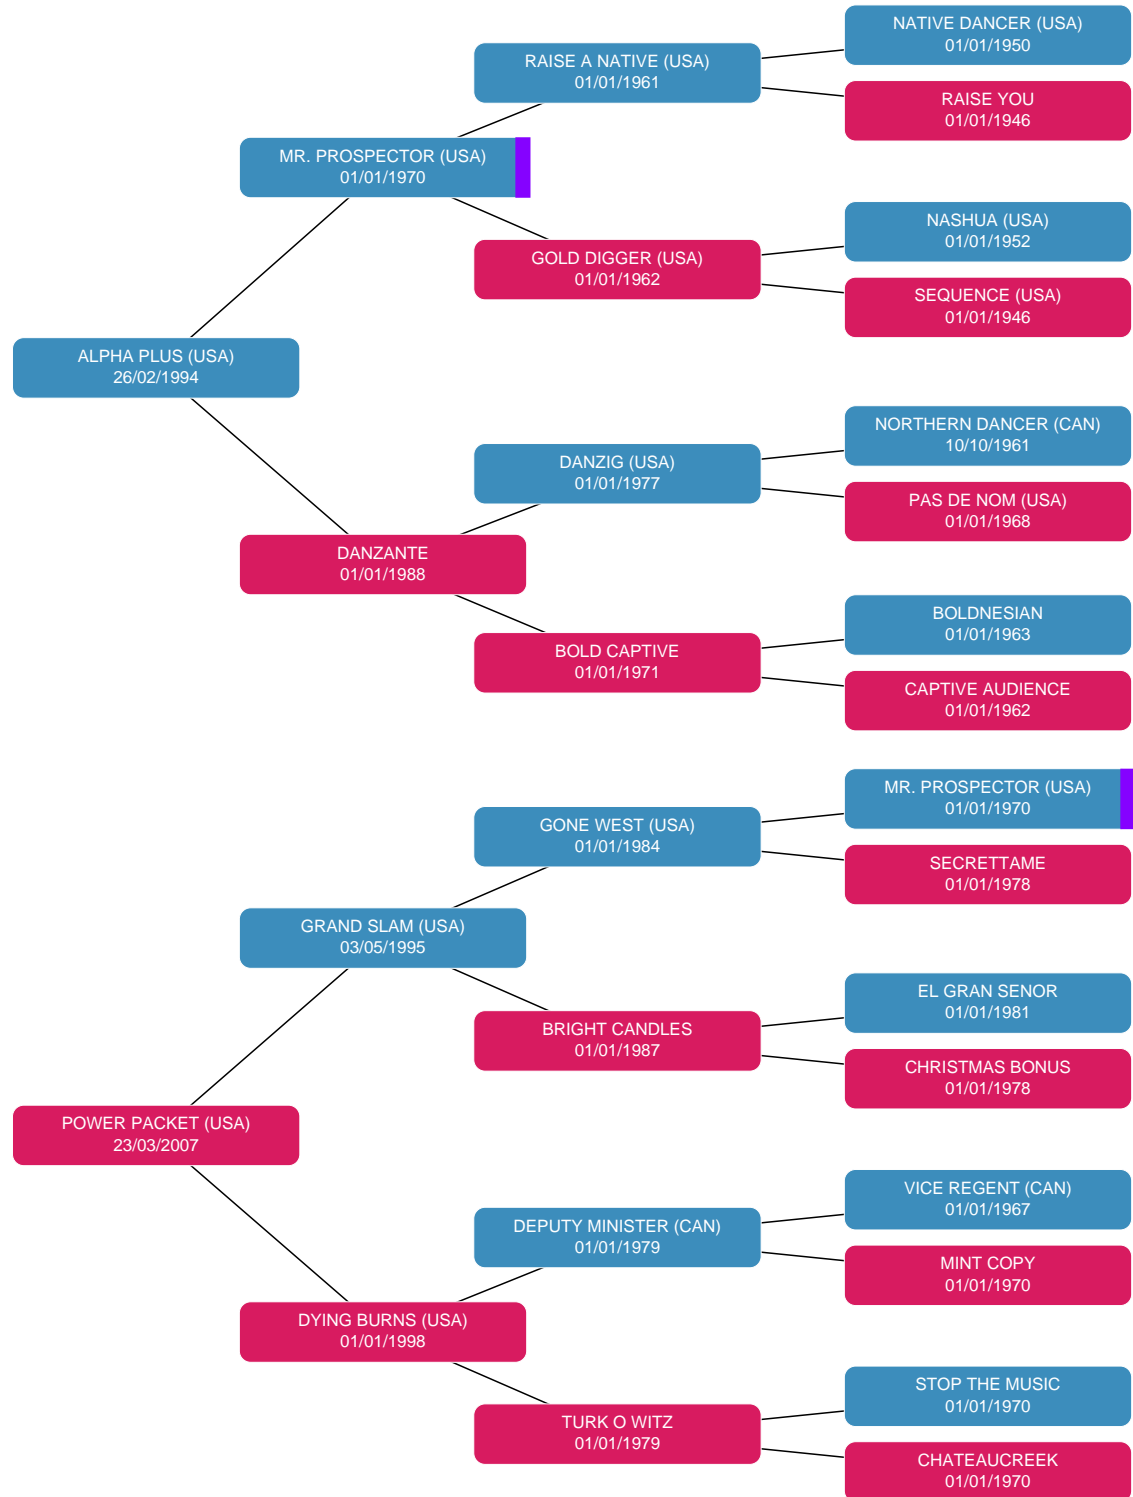 NATIVE DANCER (USA)
01/01/1950
RAISE A NATIVE (USA)
01/01/1961
RAISE YOU
01/01/1946
MR. PROSPECTOR (USA)
01/01/1970
NASHUA (USA)
01/01/1952
GOLD DIGGER (USA)
01/01/1962
SEQUENCE (USA)
01/01/1946
ALPHA PLUS (USA)
26/02/1994
NORTHERN DANCER (CAN)
10/10/1961
DANZIG (USA)
01/01/1977
PAS DE NOM (USA)
01/01/1968
DANZANTE
01/01/1988
BOLDNESIAN
01/01/1963
BOLD CAPTIVE
01/01/1971
CAPTIVE AUDIENCE
01/01/1962
MR. PROSPECTOR (USA)
01/01/1970
GONE WEST (USA)
01/01/1984
SECRETTAME
01/01/1978
GRAND SLAM (USA)
03/05/1995
EL GRAN SENOR
01/01/1981
BRIGHT CANDLES
01/01/1987
CHRISTMAS BONUS
01/01/1978
POWER PACKET (USA)
23/03/2007
VICE REGENT (CAN)
01/01/1967
DEPUTY MINISTER (CAN)
01/01/1979
MINT COPY
01/01/1970
DYING BURNS (USA)
01/01/1998
STOP THE MUSIC
01/01/1970
TURK O WITZ
01/01/1979
CHATEAUCREEK
01/01/1970